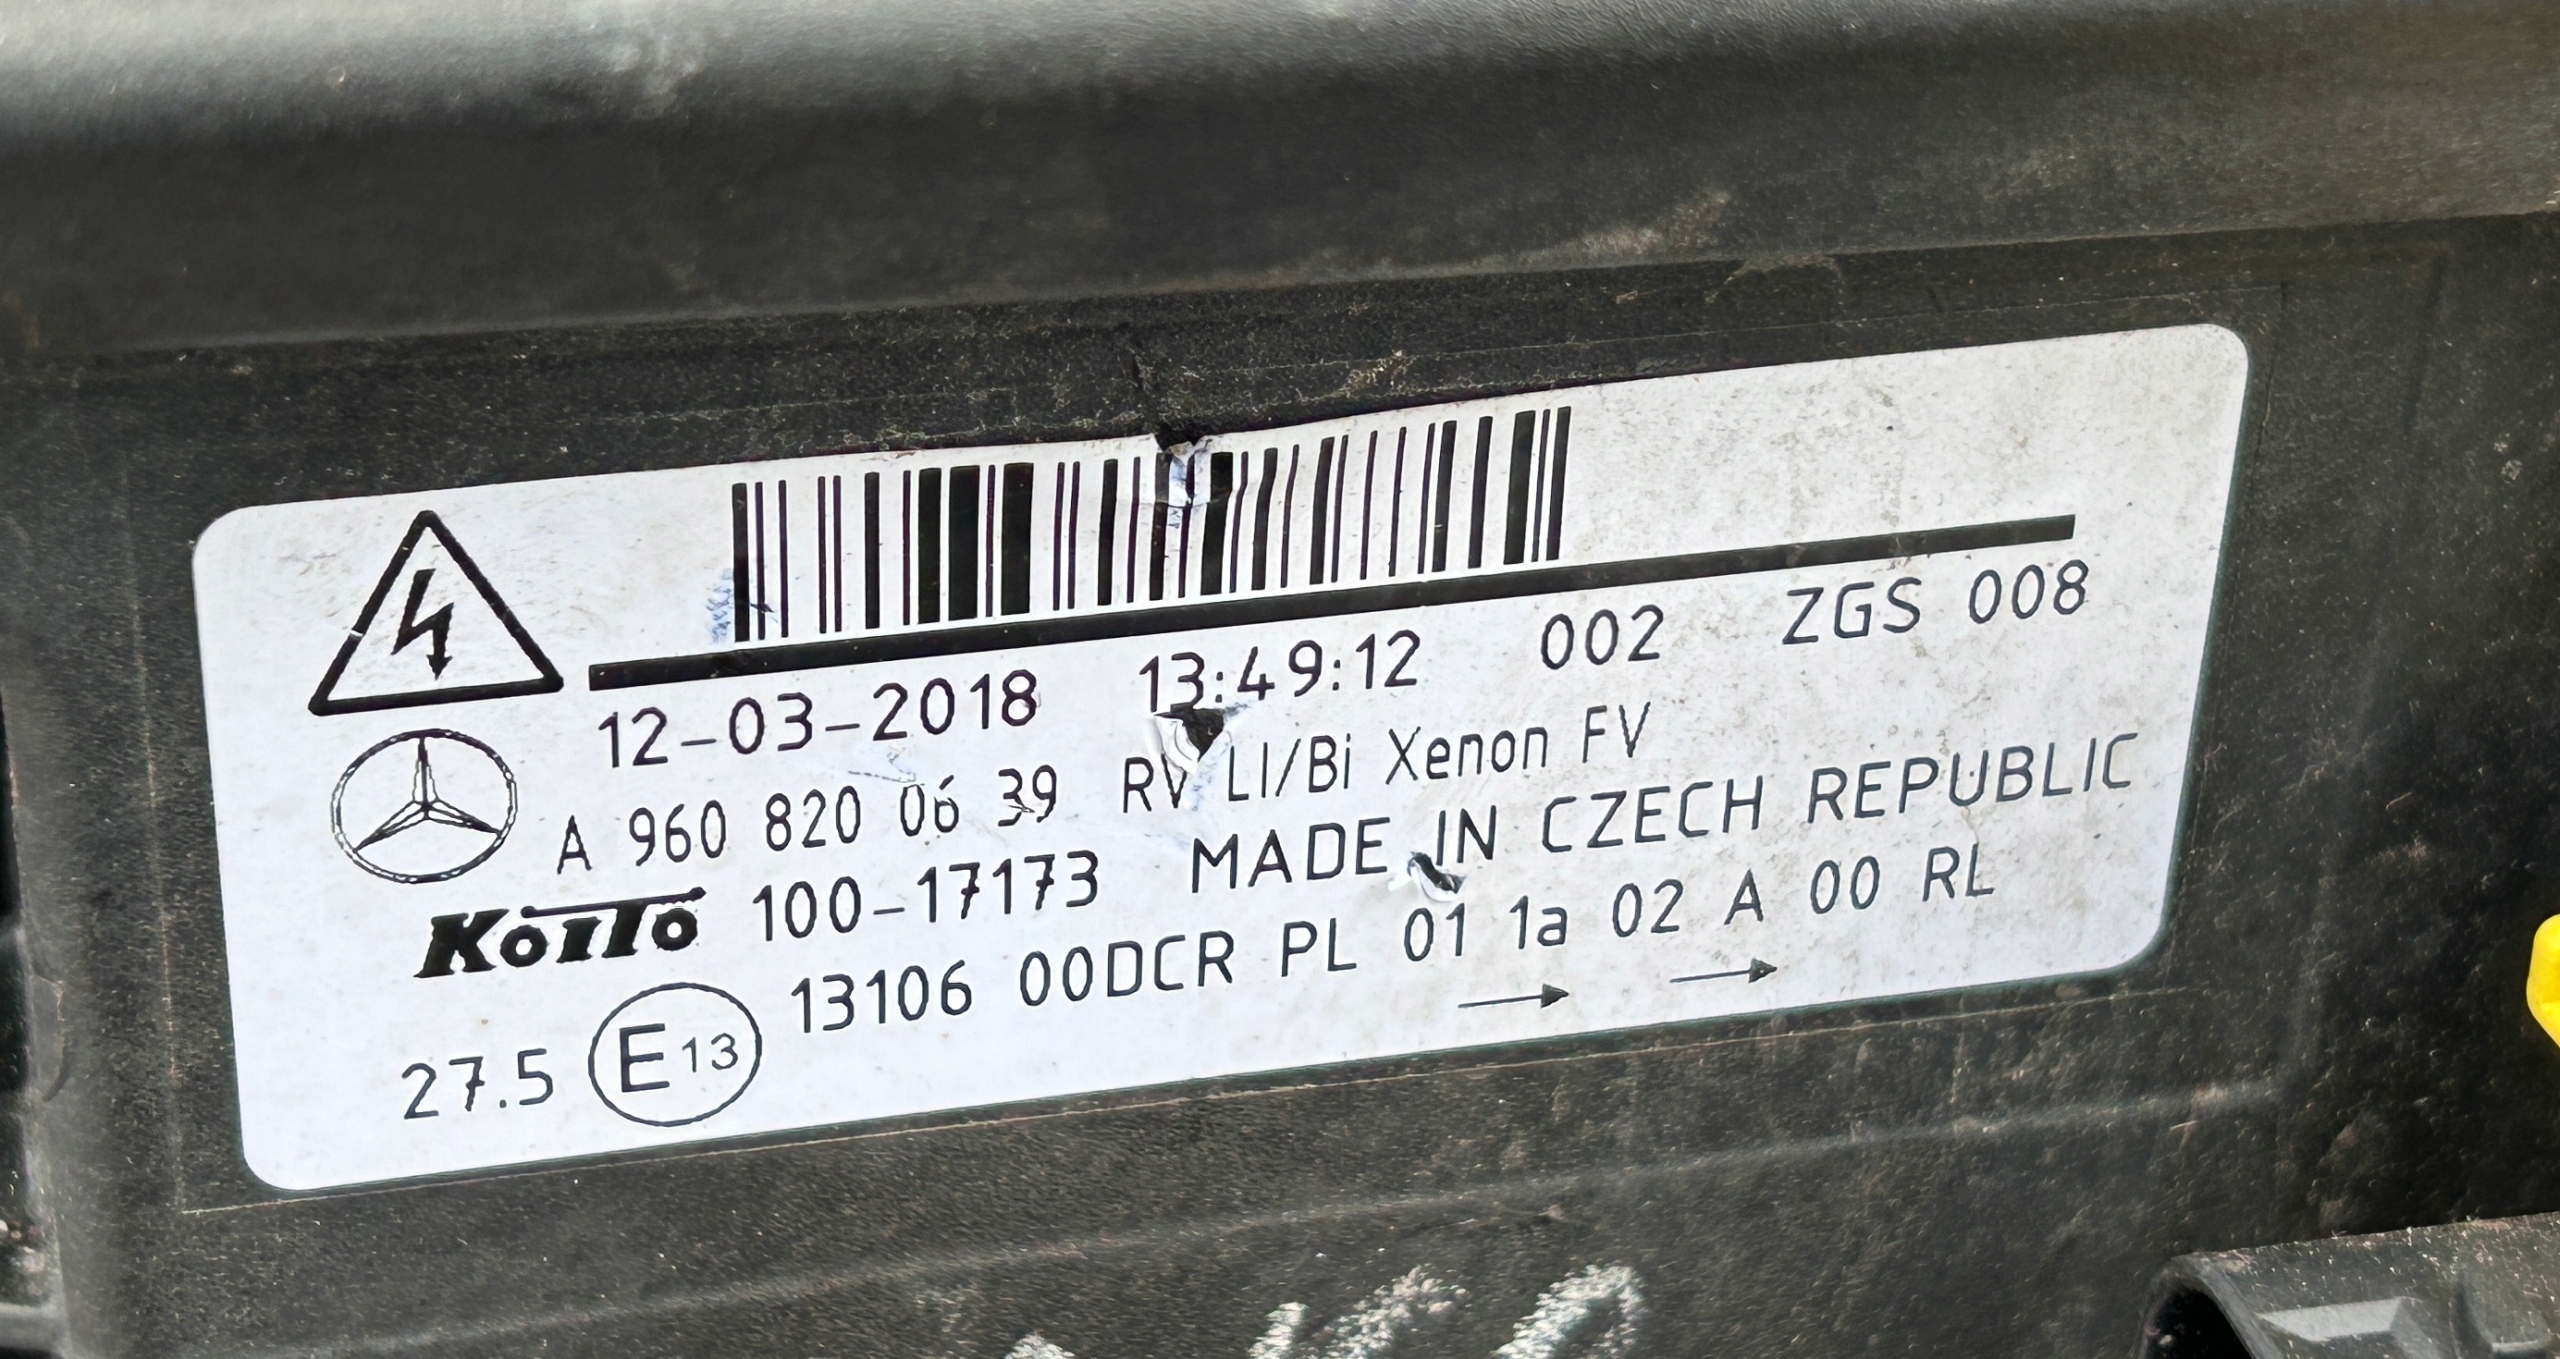 12-03-2018 13:49:12 002 ZGS 008
A 960 820 06 39 RV LI/Bi Xenon FV
KOITO 100-17173 MADE IN CZECH REPUBLIC
27.5 E13 13106 00DCR PL 01 1a 02 A 00 RL